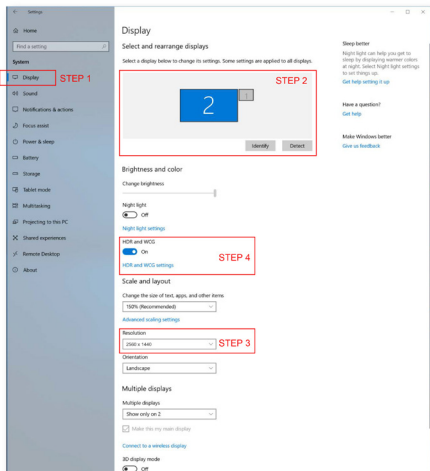 Settings
Home
Find a setting
System
Display
STEP 1
Sound
Notifications & actions
Focus assist
Power & sleep
Battery
Storage
Tablet mode
Multitasking
Projecting to this PC
Shared experiences
Remote Desktop
About
Display
Select and rearrange displays
Select a display below to change its settings. Some settings are applied to all displays.
STEP 2
2
1
Identify
Detect
Brightness and color
Change brightness
Night light
Off
Night light settings
HDR and WCG
On
STEP 4
HDR and WCG settings
Scale and layout
Change the size of text, apps, and other items
150% (Recommended)
Advanced scaling settings
Resolution
2560 x 1440
STEP 3
Orientation
Landscape
Multiple displays
Multiple displays
Show only on 2
Make this my main display
Connect to a wireless display
3D display mode
Off
Sleep better
Night light can help you get to
sleep by displaying warmer colors
at night. Select Night light settings
to set things up.
Get help setting it up
Have a question?
Get help
Make Windows better
Give us feedback